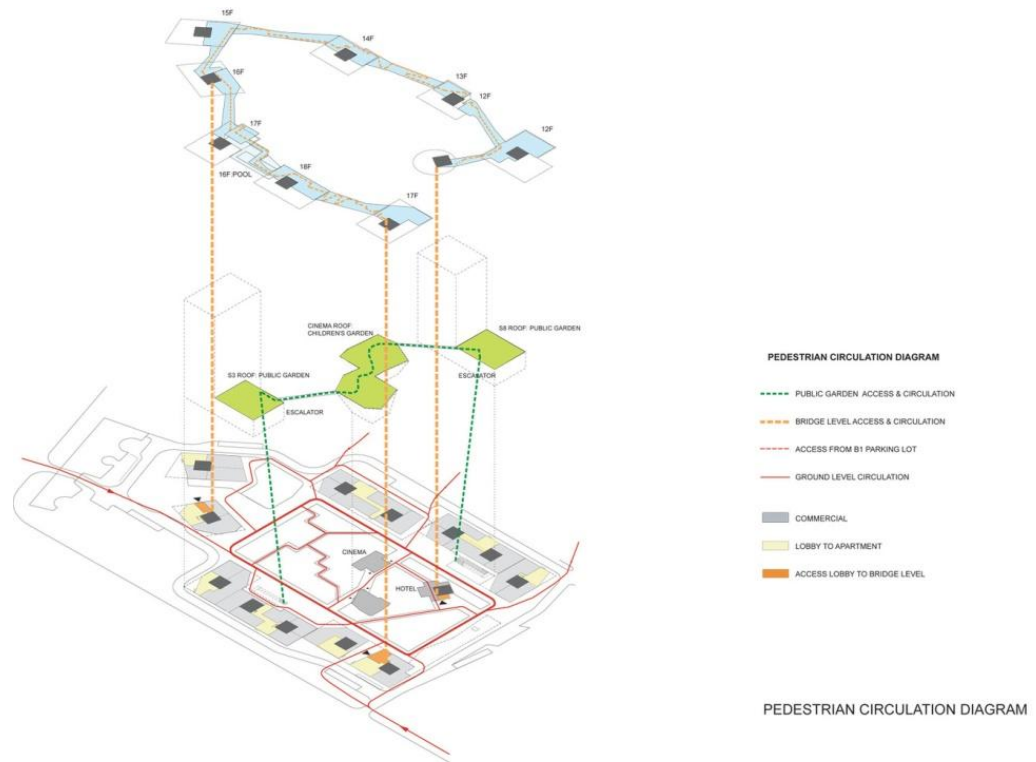 15F
14F
16F
13F
12F
17F
12F
16F:POOL
18F
17F
CINEMA ROOF:
CHILDREN'S GARDEN
S8 ROOF: PUBLIC GARDEN
S3 ROOF: PUBLIC GARDEN
ESCALATOR
ESCALATOR
CINEMA
HOTEL
PEDESTRIAN CIRCULATION DIAGRAM
PUBLIC GARDEN ACCESS & CIRCULATION
BRIDGE LEVEL ACCESS & CIRCULATION
ACCESS FROM B1 PARKING LOT
GROUND LEVEL CIRCULATION
COMMERCIAL
LOBBY TO APARTMENT
ACCESS LOBBY TO BRIDGE LEVEL
PEDESTRIAN CIRCULATION DIAGRAM